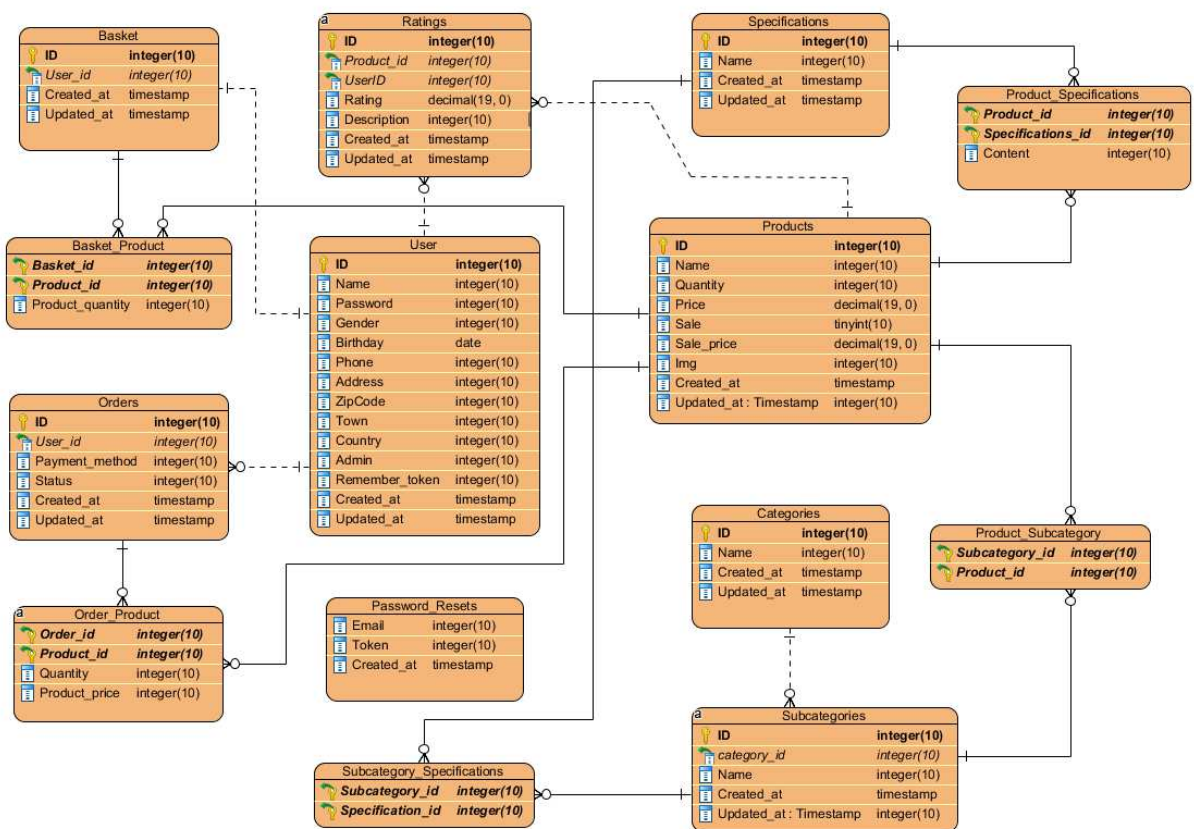 Basket
ID integer(10)
User_id integer(10)
Created_at timestamp
Updated_at timestamp
a
Ratings
ID integer(10)
Product_id integer(10)
UserID integer(10)
Rating decimal(19, 0)
Description integer(10)
Created_at timestamp
Updated_at timestamp
Specifications
ID integer(10)
Name integer(10)
Created_at timestamp
Updated_at timestamp
Product_Specifications
Product_id integer(10)
Specifications_id integer(10)
Content integer(10)
Basket_Product
Basket_id integer(10)
Product_id integer(10)
Product_quantity integer(10)
User
ID integer(10)
Name integer(10)
Password integer(10)
Gender integer(10)
Birthday date
Phone integer(10)
Address integer(10)
ZipCode integer(10)
Town integer(10)
Country integer(10)
Admin integer(10)
Remember_token integer(10)
Created_at timestamp
Updated_at timestamp
Products
ID integer(10)
Name integer(10)
Quantity integer(10)
Price decimal(19, 0)
Sale tinyint(10)
Sale_price decimal(19, 0)
Img integer(10)
Created_at timestamp
Updated_at : Timestamp integer(10)
Orders
ID integer(10)
User_id integer(10)
Payment_method integer(10)
Status integer(10)
Created_at timestamp
Updated_at timestamp
Categories
ID integer(10)
Name integer(10)
Created_at timestamp
Updated_at timestamp
Product_Subcategory
Subcategory_id integer(10)
Product_id integer(10)
a
Order_Product
Order_id integer(10)
Product_id integer(10)
Quantity integer(10)
Product_price integer(10)
Password_Resets
Email integer(10)
Token integer(10)
Created_at timestamp
a
Subcategories
ID integer(10)
category_id integer(10)
Name integer(10)
Created_at timestamp
Updated_at : Timestamp integer(10)
Subcategory_Specifications
Subcategory_id integer(10)
Specification_id integer(10)